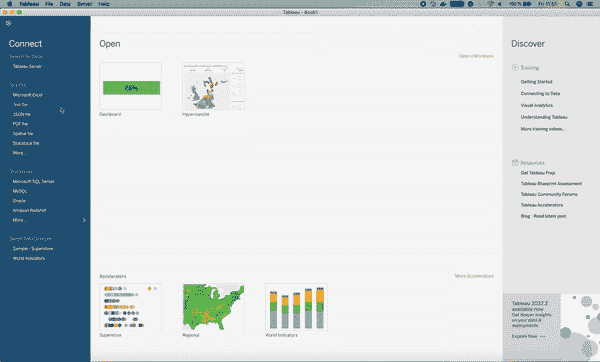 Tableau File Data Server Help
100 % Fri 11:51
Tableau - Book1
Connect
Search for Data
Tableau Server
To a File
Microsoft Excel
Text file
JSON file
PDF file
Spatial file
Statistical file
More...
To a Server
Microsoft SQL Server
MySQL
Oracle
Amazon Redshift
More...
Saved Data Sources
Sample - Superstore
World Indicators
Open
Open a Workbook
Dashboard
Hypermarché
Accelerators
More Accelerators
Superstore
Regional
World Indicators
Discover
Training
Getting Started
Connecting to Data
Visual Analytics
Understanding Tableau
More training videos...
Resources
Get Tableau Prep
Tableau Blueprint Assessment
Tableau Community Forums
Tableau Accelerators
Blog - Read latest post
Tableau 2022.2
available now
Get deeper insights
on your data &
deployments
Explore Now